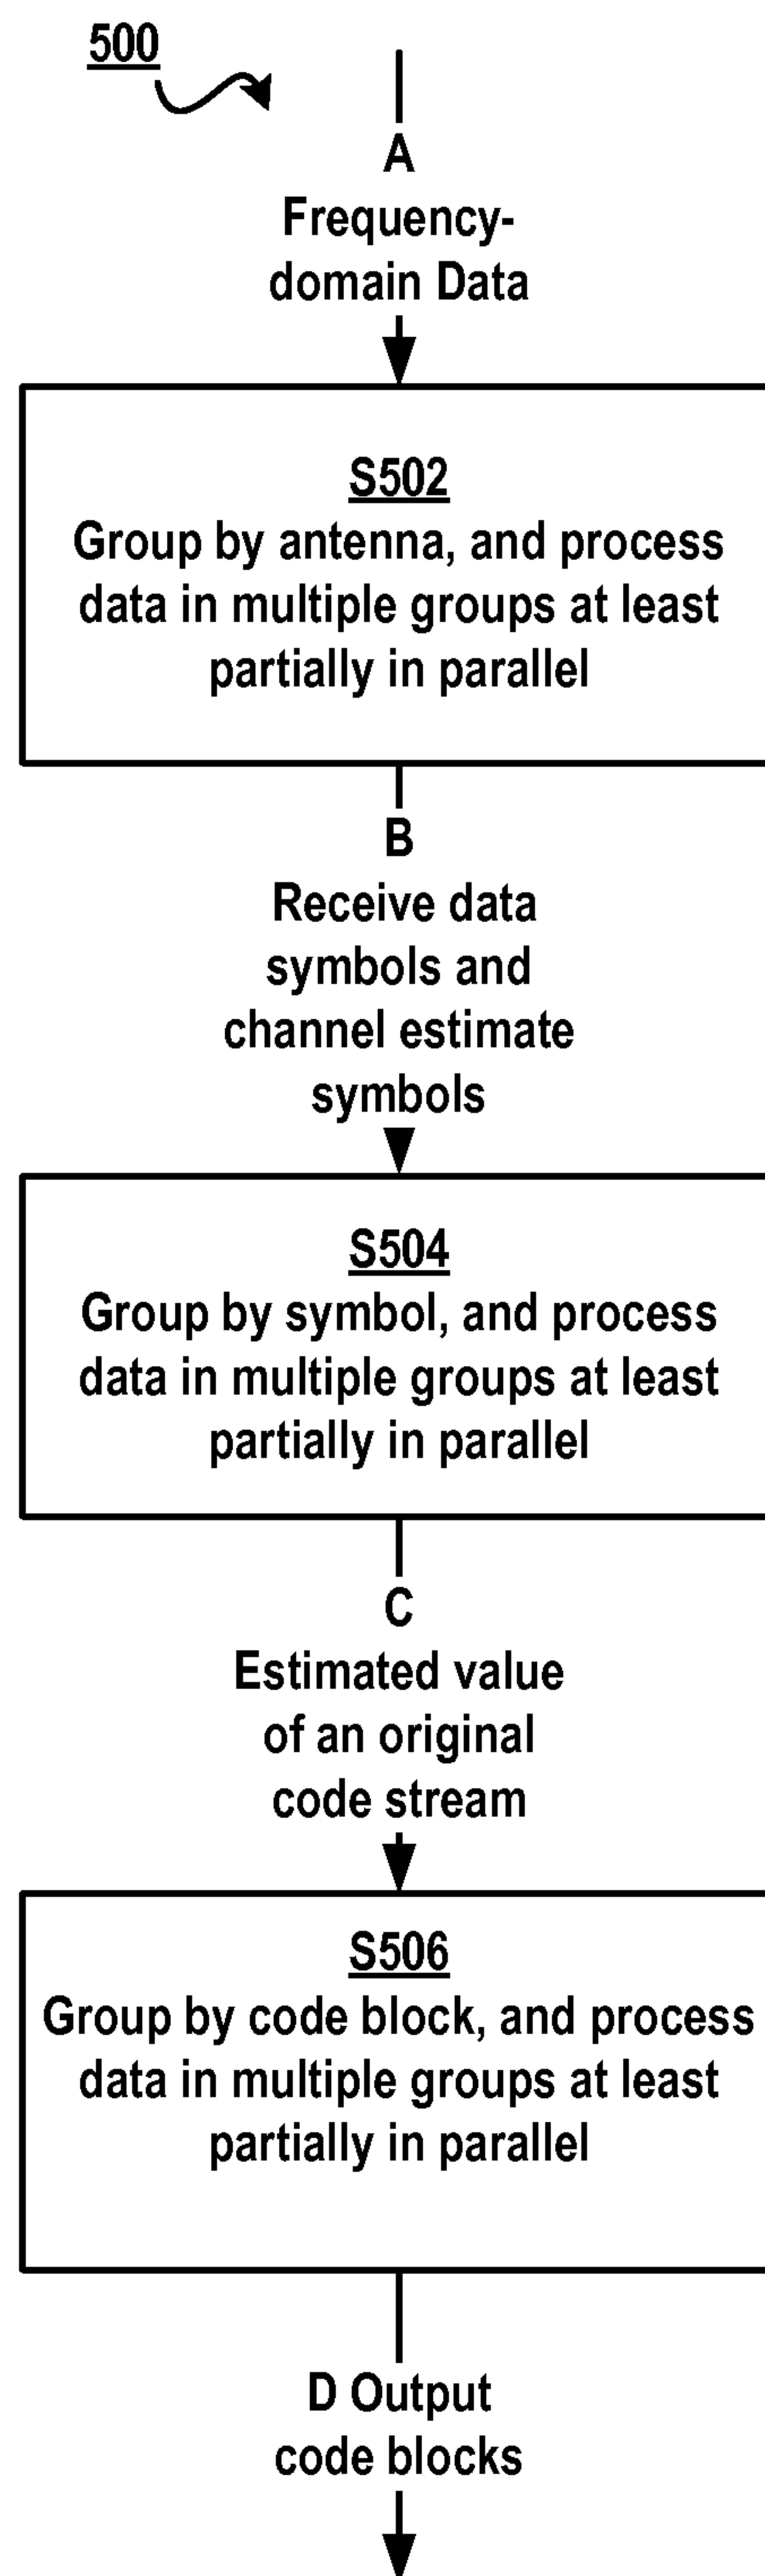 500
A
Frequency-
domain Data
S502
Group by antenna, and process
data in multiple groups at least
partially in parallel
B
Receive data
symbols and
channel estimate
symbols
S504
Group by symbol, and process
data in multiple groups at least
partially in parallel
C
Estimated value
of an original
code stream
S506
Group by code block, and process
data in multiple groups at least
partially in parallel
D Output
code blocks